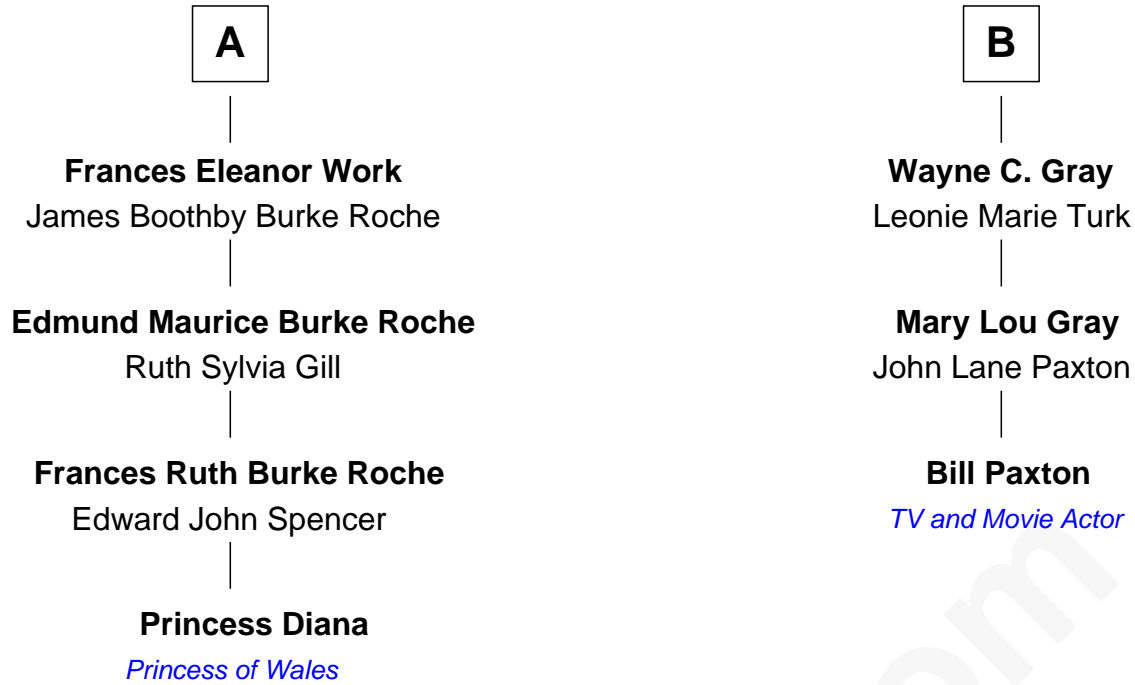 A
Frances Eleanor Work
James Boothby Burke Roche
Edmund Maurice Burke Roche
Ruth Sylvia Gill
Frances Ruth Burke Roche
Edward John Spencer
Princess Diana
Princess of Wales
B
Wayne C. Gray
Leonie Marie Turk
Mary Lou Gray
John Lane Paxton
Bill Paxton
TV and Movie Actor
om